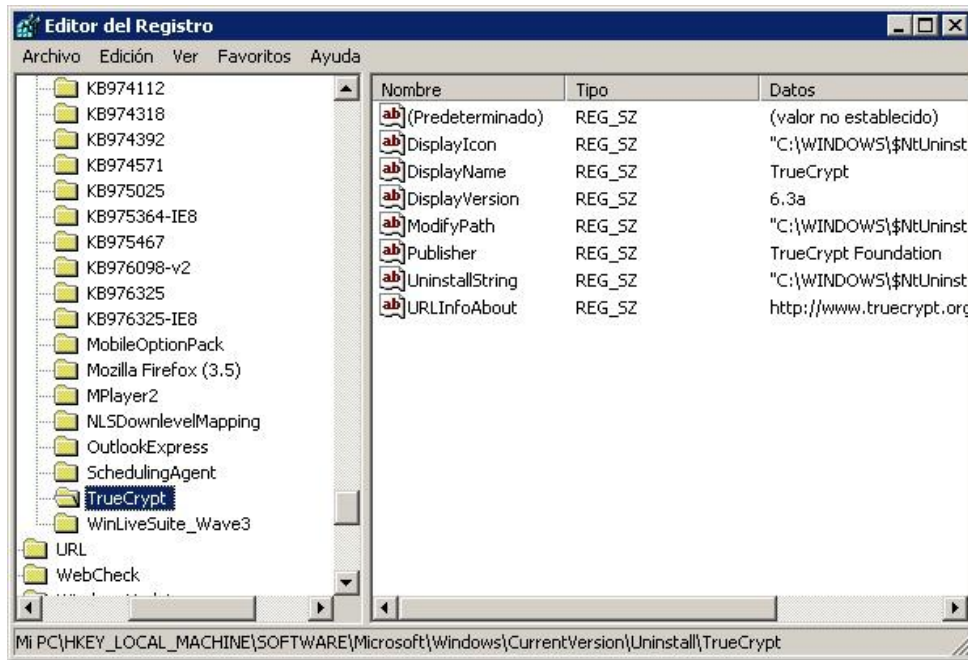 Editor del Registro
Archivo Edición Ver Favoritos Ayuda
KB974112
KB974318
KB974392
KB974571
KB975025
KB975364-IE8
KB975467
KB976098-v2
KB976325
KB976325-IE8
MobileOptionPack
Mozilla Firefox (3.5)
MPlayer2
NLSDownlevelMapping
OutlookExpress
SchedulingAgent
TrueCrypt
WinLiveSuite_Wave3
URL
WebCheck
Nombre Tipo Datos
(Predeterminado) REG_SZ (valor no establecido)
DisplayIcon REG_SZ "C:\WINDOWS\$NtUninst
DisplayName REG_SZ TrueCrypt
DisplayVersion REG_SZ 6.3a
ModifyPath REG_SZ "C:\WINDOWS\$NtUninst
Publisher REG_SZ TrueCrypt Foundation
UninstallString REG_SZ "C:\WINDOWS\$NtUninst
URLInfoAbout REG_SZ http://www.truecrypt.org
Mi PC\HKEY_LOCAL_MACHINE\SOFTWARE\Microsoft\Windows\CurrentVersion\Uninstall\TrueCrypt